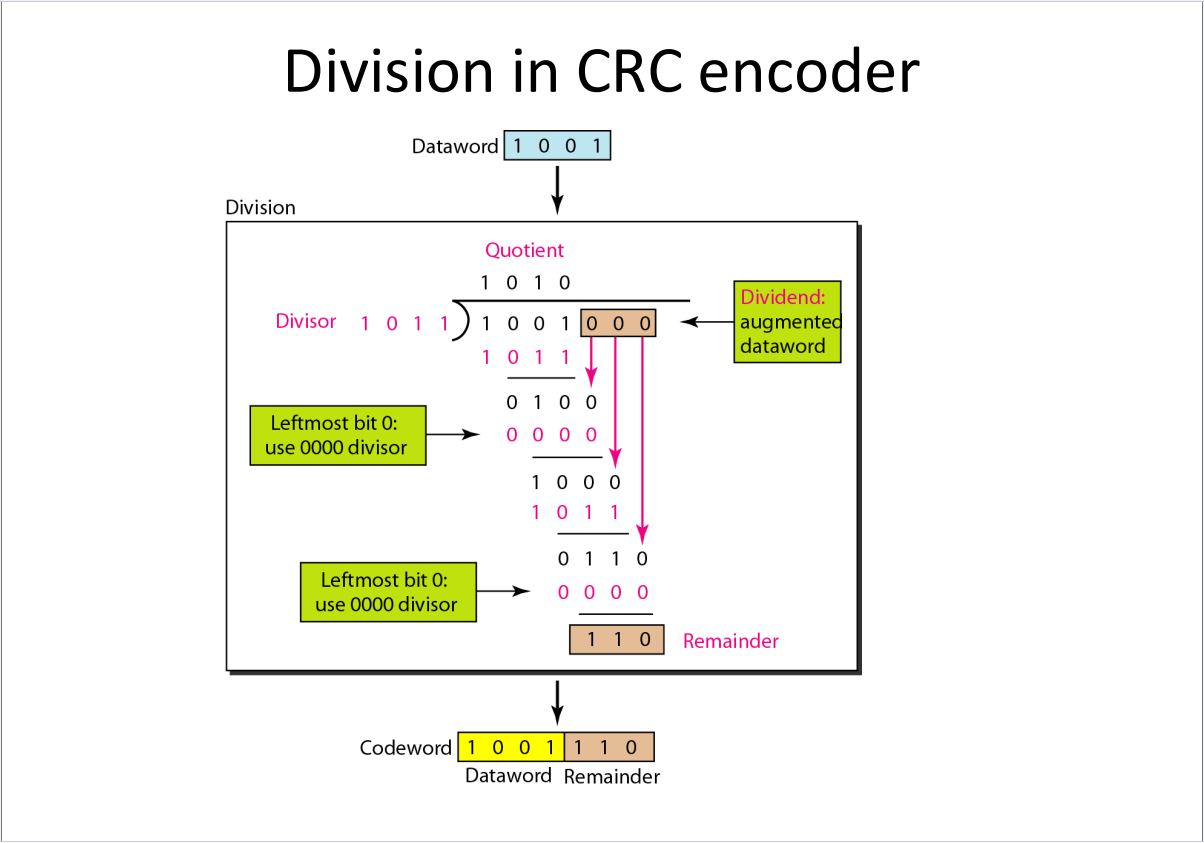 Division in CRC encoder
Dataword 1 0 0 1
Division
Quotient
1 0 1 0
Divisor 1 0 1 1 1 0 0 1 0 0 0
Dividend:
augmented
dataword
1 0 1 1
0 1 0 0
Leftmost bit 0:
use 0000 divisor
0 0 0 0
1 0 0 0
1 0 1 1
0 1 1 0
Leftmost bit 0:
use 0000 divisor
0 0 0 0
1 1 0 Remainder
Codeword 1 0 0 1 1 1 0
Dataword Remainder